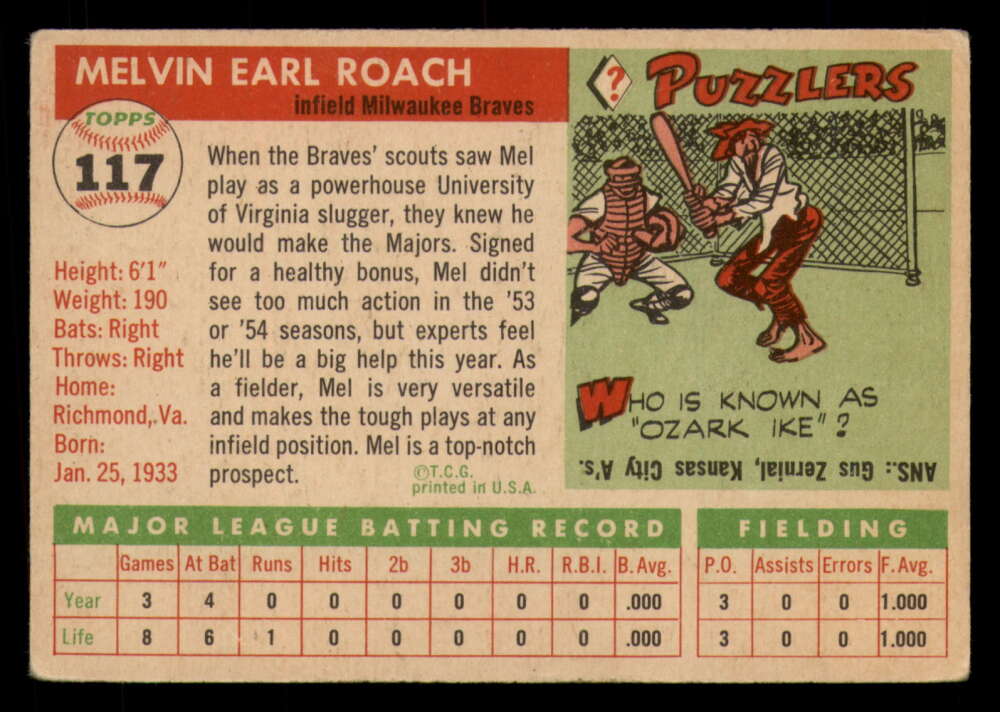 MELVIN EARL ROACH
infield Milwaukee Braves
TOPPS
117
Height: 6'1"
Weight: 190
Bats: Right
Throws: Right
Home:
Richmond, Va.
Born:
Jan. 25, 1933
When the Braves' scouts saw Mel
play as a powerhouse University
of Virginia slugger, they knew he
would make the Majors. Signed
for a healthy bonus, Mel didn't
see too much action in the '53
or '54 seasons, but experts feel
he'll be a big help this year. As
a fielder, Mel is very versatile
and makes the tough plays at any
infield position. Mel is a top-notch
prospect.
©T.C.G.
printed in U.S.A.
? PUZZLERS
WHO IS KNOWN AS
"OZARK IKE"?
ANS.: Gus Zernial, Kansas City A's.
MAJOR LEAGUE BATTING RECORD
Games At Bat Runs Hits 2b 3b H.R. R.B.I. B. Avg.
Year 3 4 0 0 0 0 0 0 .000
Life 8 6 1 0 0 0 0 0 .000
FIELDING
P.O. Assists Errors F. Avg.
3 0 0 1.000
3 0 0 1.000